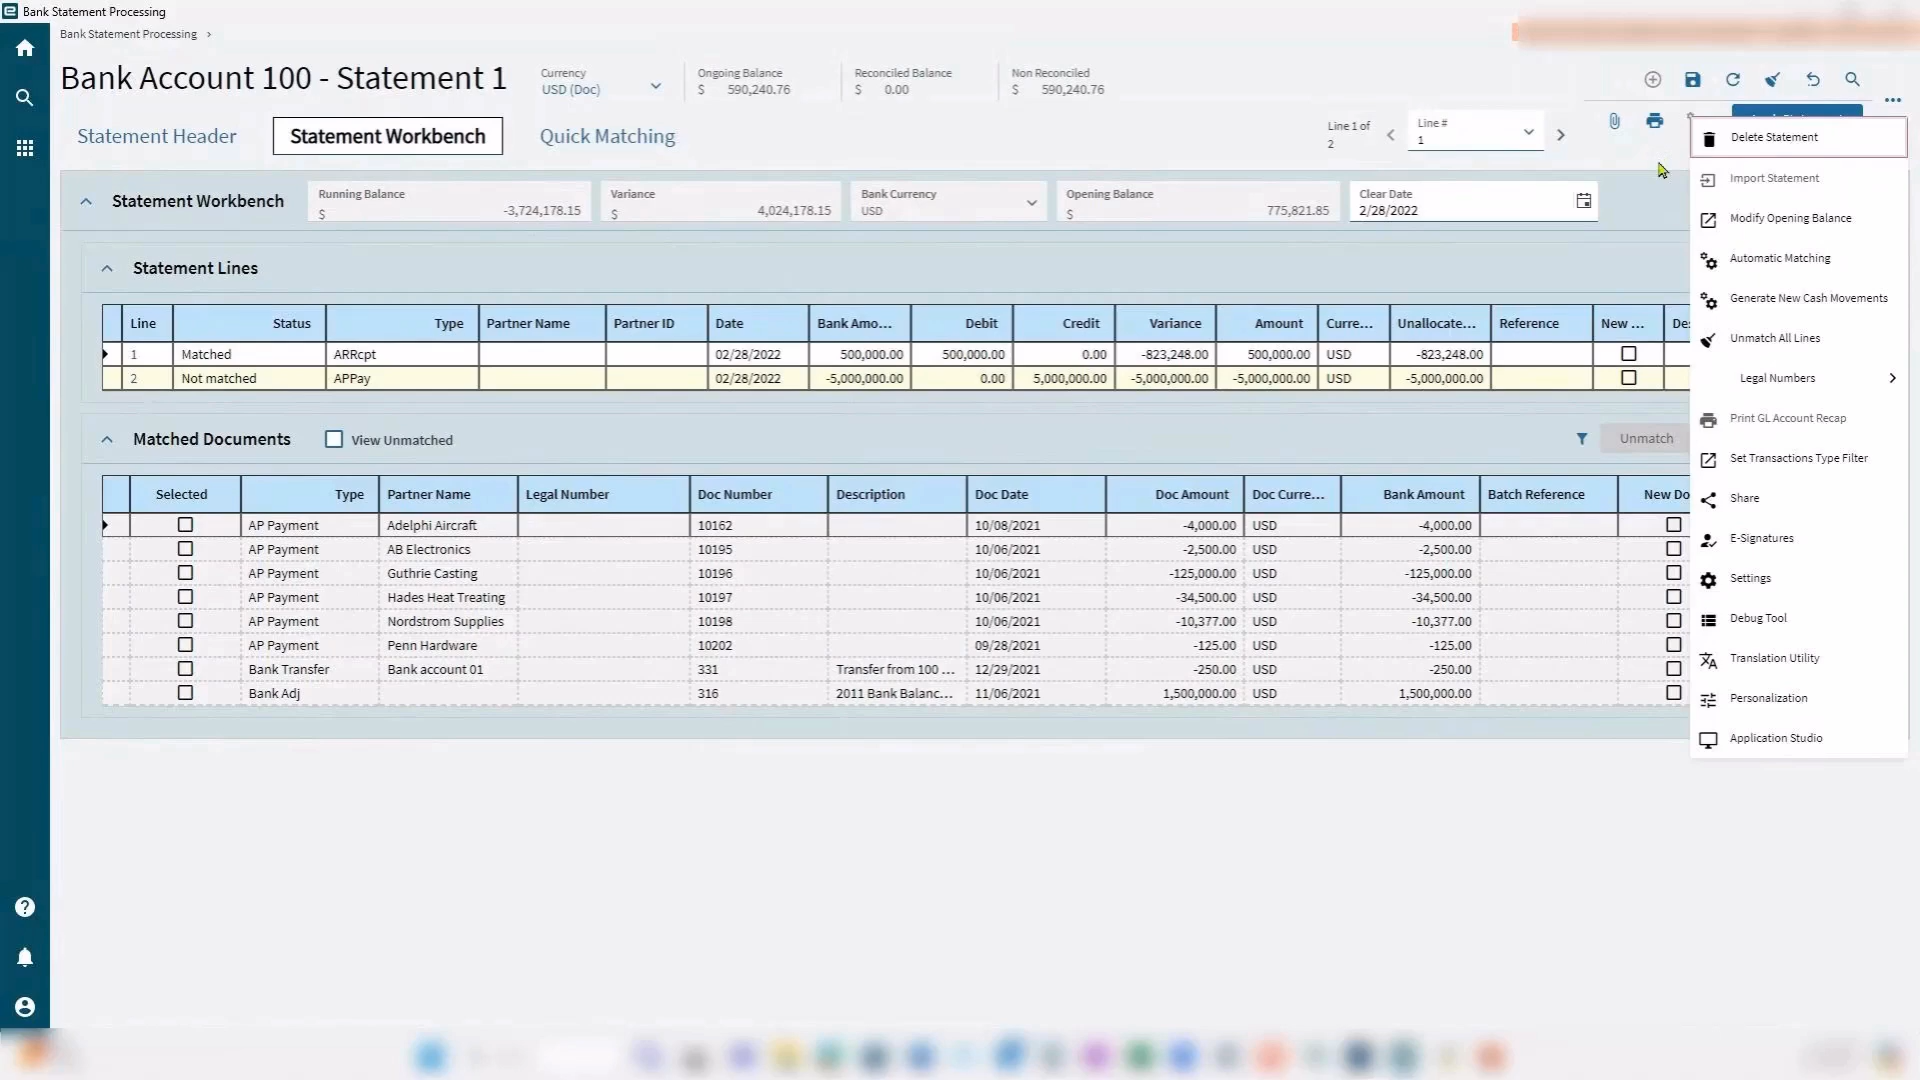 Bank Statement Processing
Bank Statement Processing ›
Bank Account 100 - Statement 1
Currency
USD (Doc)
Ongoing Balance
$ 590,240.76
Reconciled Balance
$ 0.00
Non Reconciled
$ 590,240.76
Statement Header Statement Workbench Quick Matching
Line 1 of
2
Line #
1
Statement Workbench
Running Balance
$ -3,724,178.15
Variance
$ 4,024,178.15
Bank Currency
USD
Opening Balance
$ 775,821.85
Clear Date
2/28/2022
Statement Lines
Line Status Type Partner Name Partner ID Date Bank Amo... Debit Credit Variance Amount Curre... Unallocate... Reference New ...
1 Matched ARRcpt 02/28/2022 500,000.00 500,000.00 0.00 -823,248.00 500,000.00 USD -823,248.00
2 Not matched APPay 02/28/2022 -5,000,000.00 0.00 5,000,000.00 -5,000,000.00 -5,000,000.00 USD -5,000,000.00
Matched Documents View Unmatched Unmatch
Selected Type Partner Name Legal Number Doc Number Description Doc Date Doc Amount Doc Curre... Bank Amount Batch Reference New Do
AP Payment Adelphi Aircraft 10162 10/08/2021 -4,000.00 USD -4,000.00
AP Payment AB Electronics 10195 10/06/2021 -2,500.00 USD -2,500.00
AP Payment Guthrie Casting 10196 10/06/2021 -125,000.00 USD -125,000.00
AP Payment Hades Heat Treating 10197 10/06/2021 -34,500.00 USD -34,500.00
AP Payment Nordstrom Supplies 10198 10/06/2021 -10,377.00 USD -10,377.00
AP Payment Penn Hardware 10202 09/28/2021 -125.00 USD -125.00
Bank Transfer Bank account 01 331 Transfer from 100 ... 12/29/2021 -250.00 USD -250.00
Bank Adj 316 2011 Bank Balanc... 11/06/2021 1,500,000.00 USD 1,500,000.00
Delete Statement
Import Statement
Modify Opening Balance
Automatic Matching
Generate New Cash Movements
Unmatch All Lines
Legal Numbers
Print GL Account Recap
Set Transactions Type Filter
Share
E-Signatures
Settings
Debug Tool
Translation Utility
Personalization
Application Studio